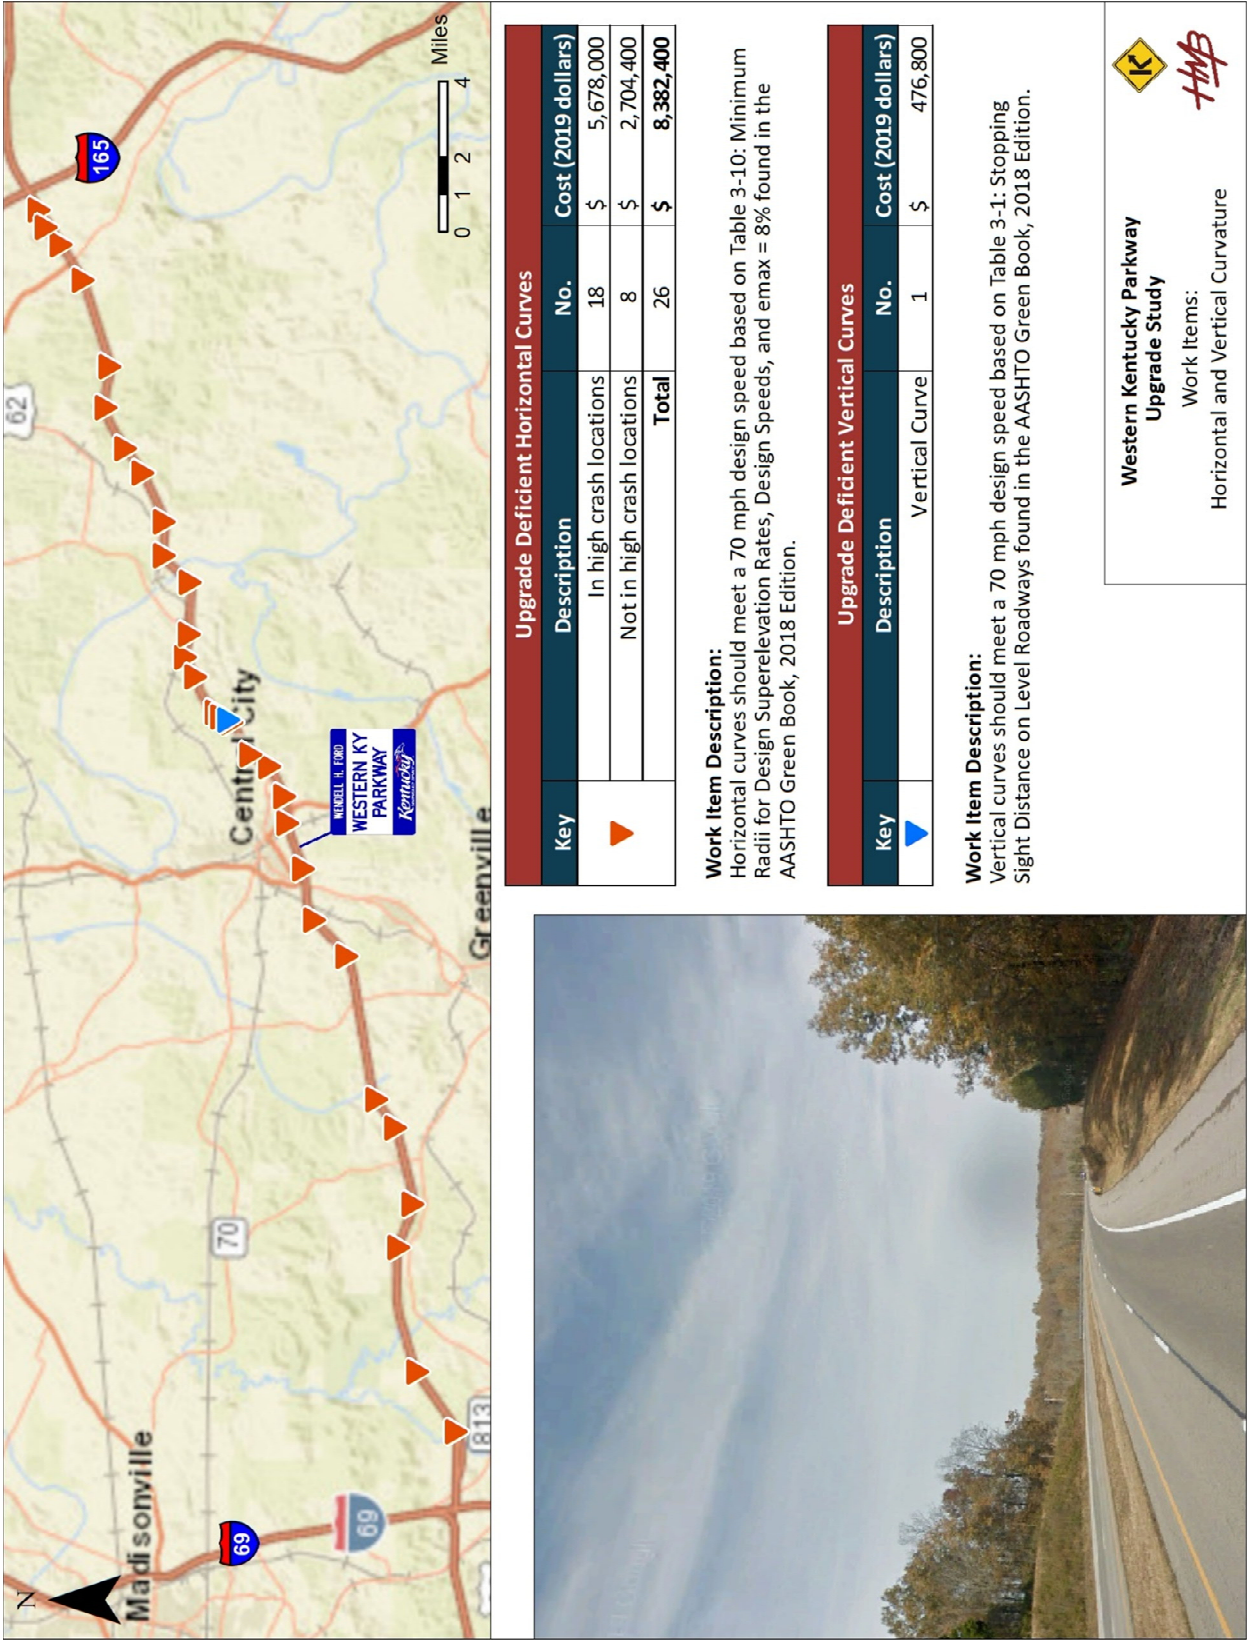 N
Madisonville
69
69
813
70
Greenville
Central City
WENDELL H. FORD
WESTERN KY
PARKWAY
Kentucky
62
165
0 1 2 4
Miles
Upgrade Deficient Horizontal Curves
Key Description No. Cost (2019 dollars)
In high crash locations 18 $ 5,678,000
Not in high crash locations 8 $ 2,704,400
Total 26 $ 8,382,400
Work Item Description:
Horizontal curves should meet a 70 mph design speed based on Table 3-10: Minimum
Radii for Design Superelevation Rates, Design Speeds, and emax = 8% found in the
AASHTO Green Book, 2018 Edition.
Upgrade Deficient Vertical Curves
Key Description No. Cost (2019 dollars)
Vertical Curve 1 $ 476,800
Work Item Description:
Vertical curves should meet a 70 mph design speed based on Table 3-1: Stopping
Sight Distance on Level Roadways found in the AASHTO Green Book, 2018 Edition.
Western Kentucky Parkway
Upgrade Study
Work Items:
Horizontal and Vertical Curvature
K